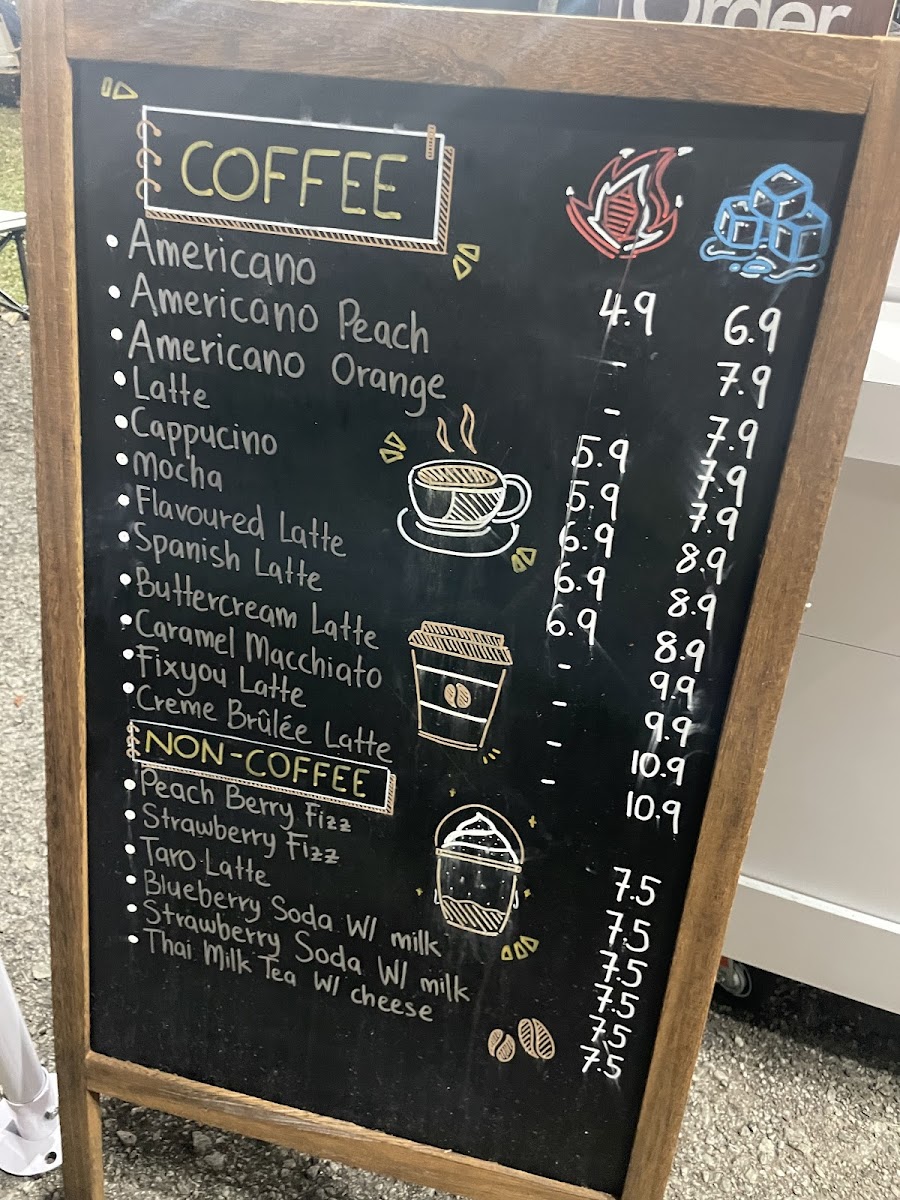 Order
COFFEE
Americano 4.9 6.9
Americano Peach - 7.9
Americano Orange - 7.9
Latte 5.9 7.9
Cappucino 5.9 7.9
Mocha 6.9 8.9
Flavoured Latte 6.9 8.9
Spanish Latte 6.9 8.9
Buttercream Latte - 9.9
Caramel Macchiato - 9.9
Fixyou Latte - 10.9
Creme Brûlée Latte - 10.9
NON-COFFEE
Peach Berry Fizz 7.5
Strawberry Fizz 7.5
Taro Latte 7.5
Blueberry Soda W/ milk 7.5
Strawberry Soda W/ milk 7.5
Thai Milk Tea W/ cheese 7.5